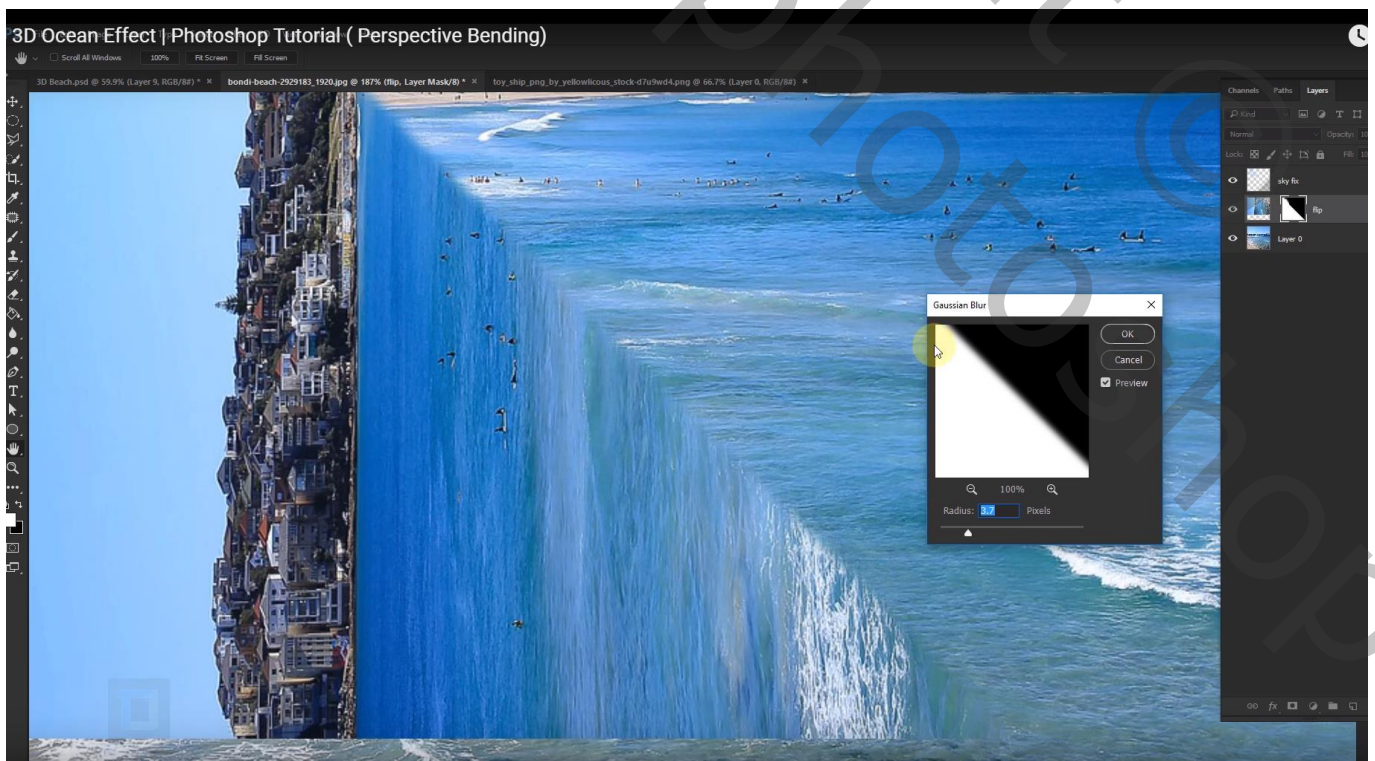 3D Ocean Effect | Photoshop Tutorial ( Perspective Bending)
Scroll All Windows 100% Fit Screen Fill Screen
3D Beach.psd @ 59.9% (Layer 9, RGB/8#) * × bondi-beach-2929183_1920.jpg @ 187% (flip, Layer Mask/8) * × toy_ship_png_by_yellowlicous_stock-d7u9wd4.png @ 66.7% (Layer 0, RGB/8#) ×
Channels Paths Layers
Kind
Normal Opacity: 10
Lock: Fill: 10
sky fix
flip
Layer 0
Gaussian Blur
OK
Cancel
Preview
100%
Radius: 3.7 Pixels
photoshop